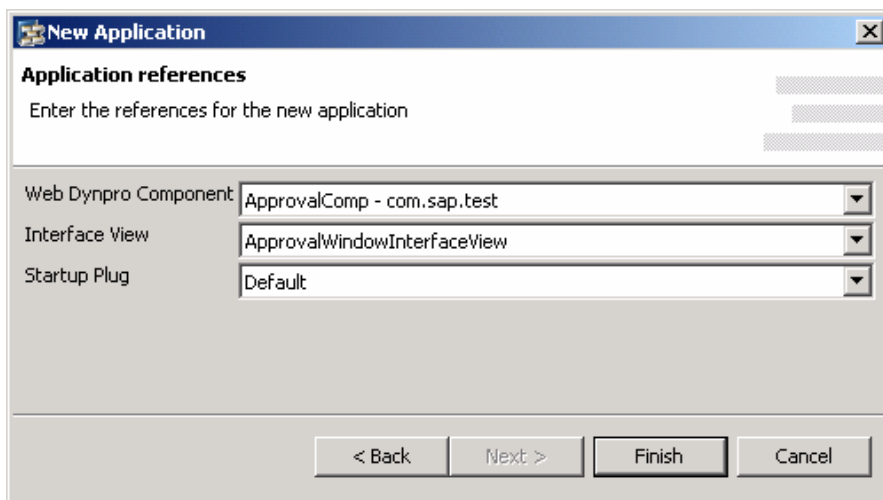 New Application
Application references
Enter the references for the new application
Web Dynpro Component ApprovalComp - com.sap.test
Interface View ApprovalWindowInterfaceView
Startup Plug Default
< Back Next > Finish Cancel